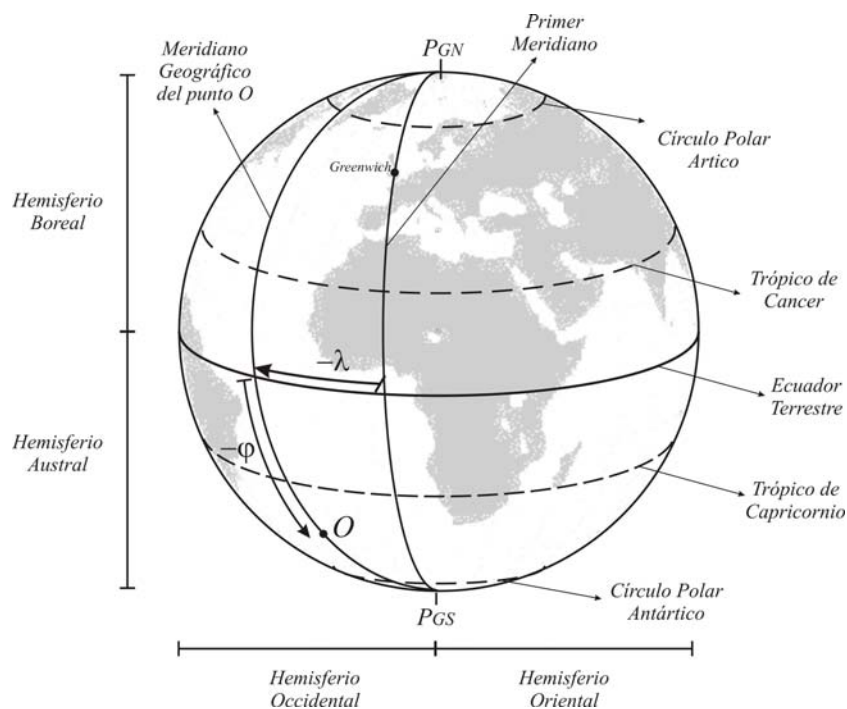 Primer
Meridiano
PGN
Meridiano
Geográfico
del punto O
Círculo Polar
Artico
Greenwich
Hemisferio
Boreal
Trópico de
Cancer
–λ
Ecuador
Terrestre
Hemisferio
Austral
–φ
Trópico de
Capricornio
O
Círculo Polar
Antártico
PGS
Hemisferio
Occidental
Hemisferio
Oriental